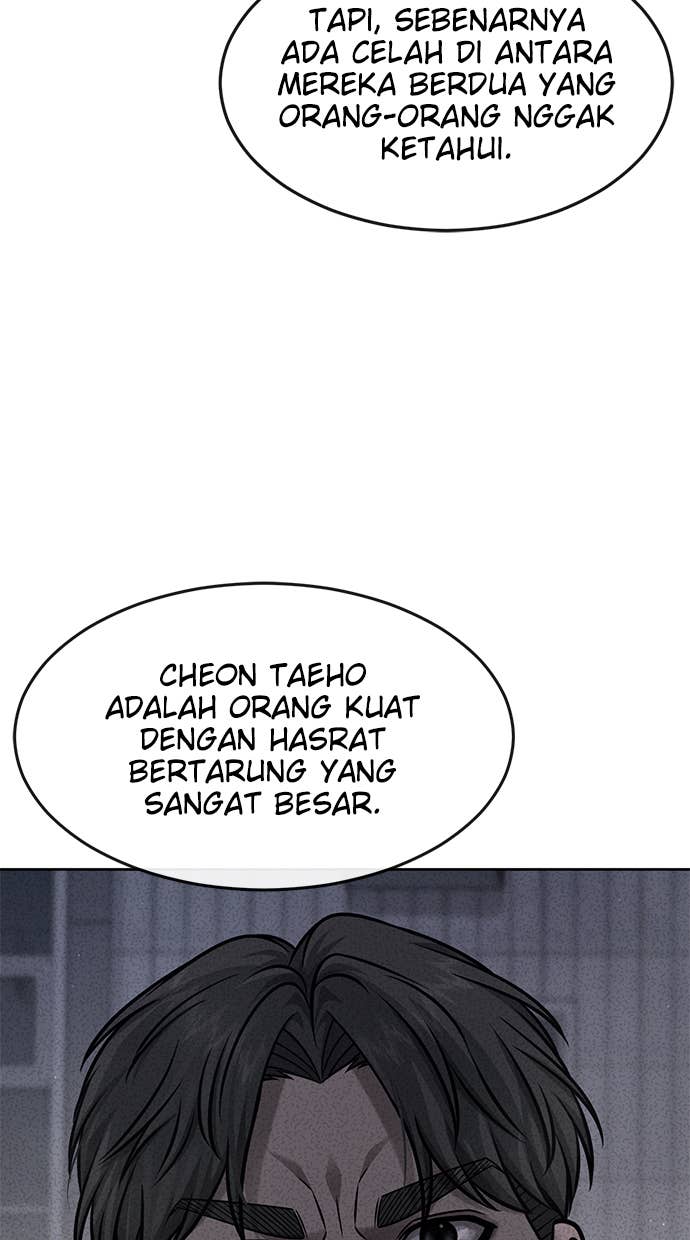 TAPI, SEBENARNYA
ADA CELAH DI ANTARA
MEREKA BERDUA YANG
ORANG-ORANG NGGAK
KETAHUI.
CHEON TAEHO
ADALAH ORANG KUAT
DENGAN HASRAT
BERTARUNG YANG
SANGAT BESAR.